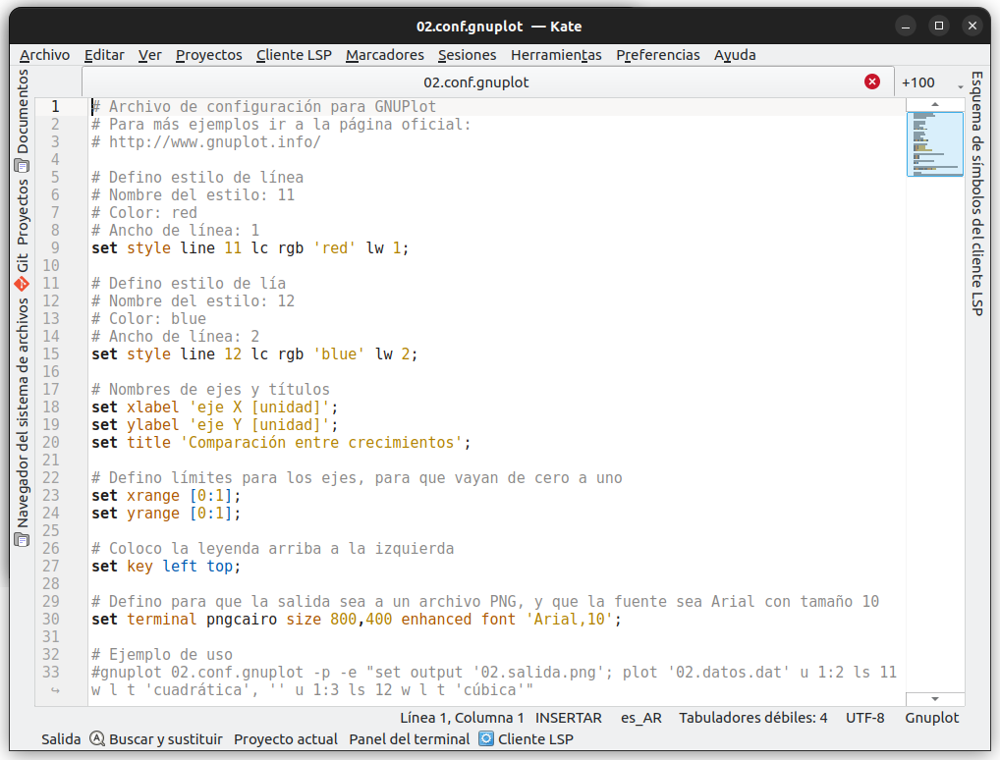 02.conf.gnuplot — Kate
Archivo Editar Ver Proyectos Cliente LSP Marcadores Sesiones Herramientas Preferencias Ayuda
02.conf.gnuplot
+100
Documentos
Proyectos
Git
Navegador del sistema de archivos
1 # Archivo de configuración para GNUPlot
2 # Para más ejemplos ir a la página oficial:
3 # http://www.gnuplot.info/
4
5 # Defino estilo de línea
6 # Nombre del estilo: 11
7 # Color: red
8 # Ancho de línea: 1
9 set style line 11 lc rgb 'red' lw 1;
10
11 # Defino estilo de lía
12 # Nombre del estilo: 12
13 # Color: blue
14 # Ancho de línea: 2
15 set style line 12 lc rgb 'blue' lw 2;
16
17 # Nombres de ejes y títulos
18 set xlabel 'eje X [unidad]';
19 set ylabel 'eje Y [unidad]';
20 set title 'Comparación entre crecimientos';
21
22 # Defino límites para los ejes, para que vayan de cero a uno
23 set xrange [0:1];
24 set yrange [0:1];
25
26 # Coloco la leyenda arriba a la izquierda
27 set key left top;
28
29 # Defino para que la salida sea a un archivo PNG, y que la fuente sea Arial con tamaño 10
30 set terminal pngcairo size 800,400 enhanced font 'Arial,10';
31
32 # Ejemplo de uso
33 #gnuplot 02.conf.gnuplot -p -e "set output '02.salida.png'; plot '02.datos.dat' u 1:2 ls 11
w l t 'cuadrática', '' u 1:3 ls 12 w l t 'cúbica'"
Esquema de símbolos del cliente LSP
Línea 1, Columna 1 INSERTAR es_AR Tabuladores débiles: 4 UTF-8 Gnuplot
Salida Buscar y sustituir Proyecto actual Panel del terminal Cliente LSP